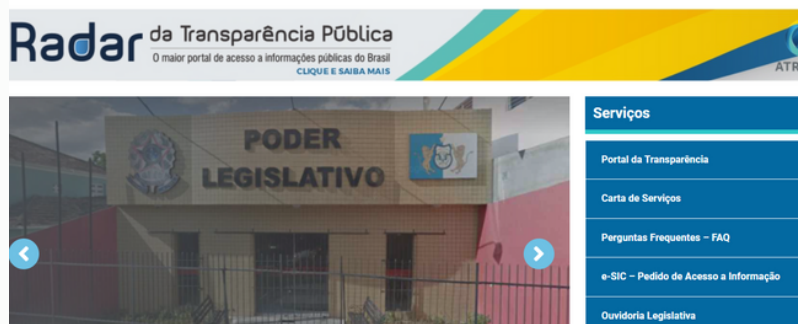 Radar da Transparência Pública
O maior portal de acesso a informações públicas do Brasil
CLIQUE E SAIBA MAIS
ATR
PODER
LEGISLATIVO
Serviços
Portal da Transparência
Carta de Serviços
Perguntas Frequentes – FAQ
e-SIC – Pedido de Acesso a Informação
Ouvidoria Legislativa